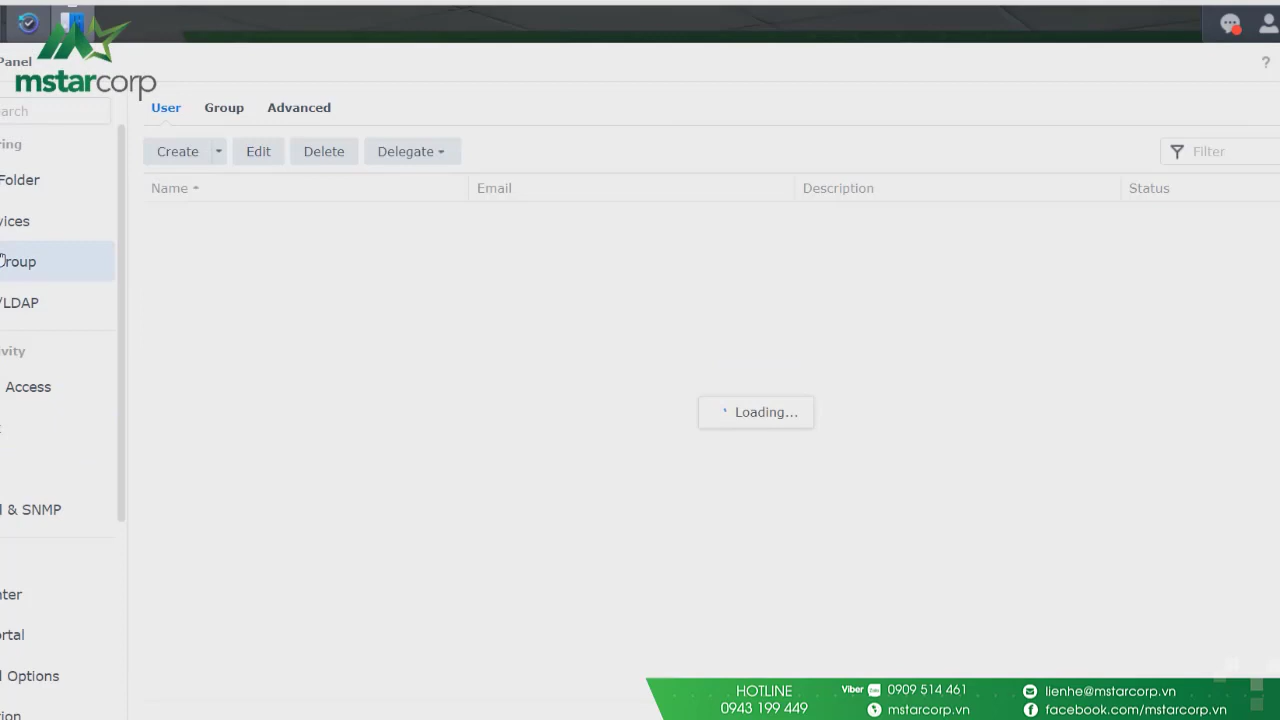 Panel
mstarcorp
arch
ring
Folder
vices
Group
/LDAP
ivity
Access
l & SNMP
nter
ortal
l Options
tion
User Group Advanced
Create Edit Delete Delegate
Filter
Name Email Description Status
Loading...
HOTLINE
0943 199 449
Viber Zalo 0909 514 461
mstarcorp.vn
lienhe@mstarcorp.vn
facebook.com/mstarcorp.vn